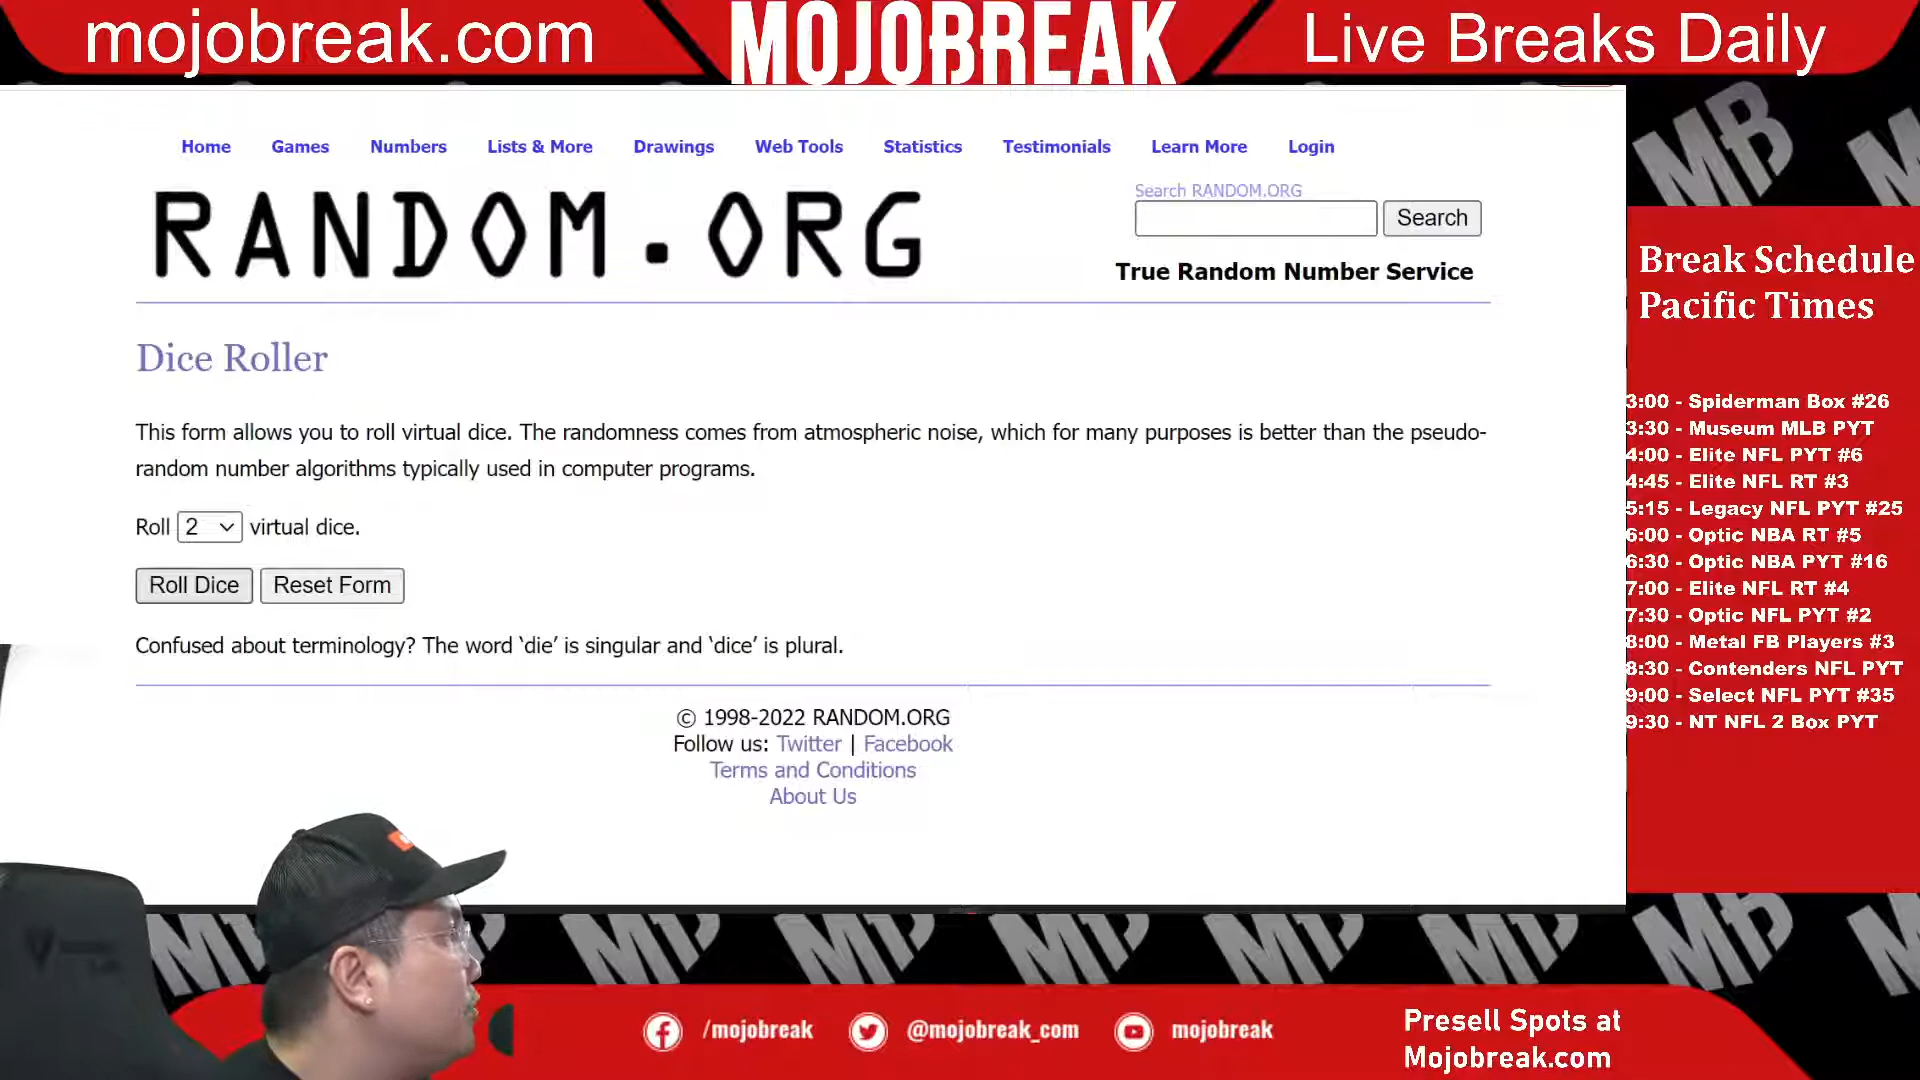 mojobreak.com
MOJOBREAK
Live Breaks Daily
Home Games Numbers Lists & More Drawings Web Tools Statistics Testimonials Learn More Login
RANDOM.ORG
Search RANDOM.ORG
Search
True Random Number Service
Dice Roller
This form allows you to roll virtual dice. The randomness comes from atmospheric noise, which for many purposes is better than the pseudo-
random number algorithms typically used in computer programs.
Roll 2 virtual dice.
Roll Dice Reset Form
Confused about terminology? The word ‘die’ is singular and ‘dice’ is plural.
© 1998-2022 RANDOM.ORG
Follow us: Twitter | Facebook
Terms and Conditions
About Us
Break Schedule
Pacific Times
3:00 - Spiderman Box #26
3:30 - Museum MLB PYT
4:00 - Elite NFL PYT #6
4:45 - Elite NFL RT #3
5:15 - Legacy NFL PYT #25
6:00 - Optic NBA RT #5
6:30 - Optic NBA PYT #16
7:00 - Elite NFL RT #4
7:30 - Optic NFL PYT #2
8:00 - Metal FB Players #3
8:30 - Contenders NFL PYT
9:00 - Select NFL PYT #35
9:30 - NT NFL 2 Box PYT
MB
MB
MB
MB
MB
MB
MB
/mojobreak @mojobreak_com mojobreak
Presell Spots at
Mojobreak.com